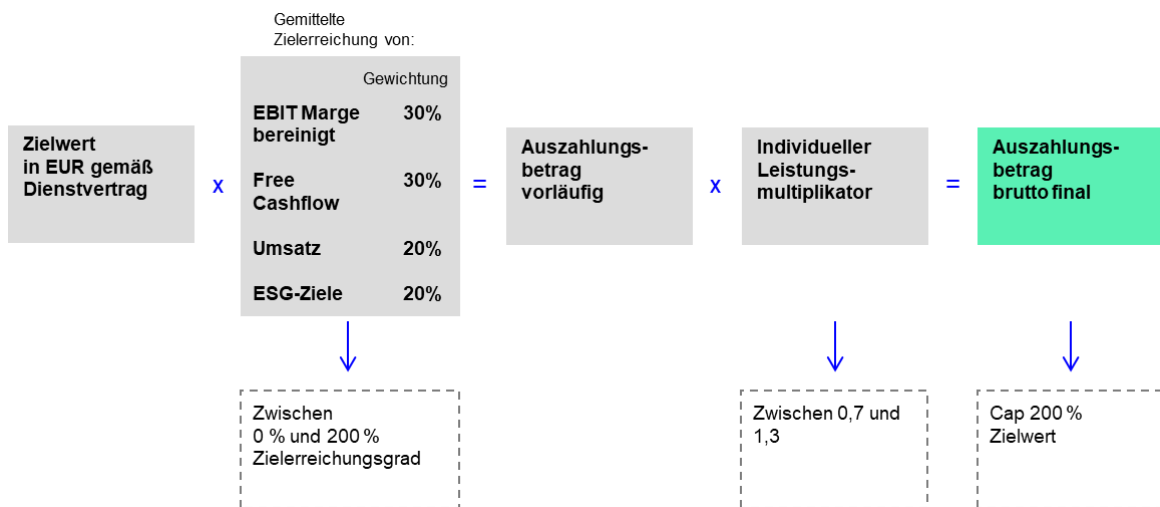 Gemittelte
Zielerreichung von:
Gewichtung
EBIT Marge 30%
bereinigt
Free 30%
Cashflow
Umsatz 20%
ESG-Ziele 20%
Zielwert
in EUR gemäß
Dienstvertrag
x
=
Auszahlungs-
betrag
vorläufig
x
Individueller
Leistungs-
multiplikator
=
Auszahlungs-
betrag
brutto final
Zwischen
0 % und 200 %
Zielerreichungsgrad
Zwischen 0,7 und
1,3
Cap 200 %
Zielwert